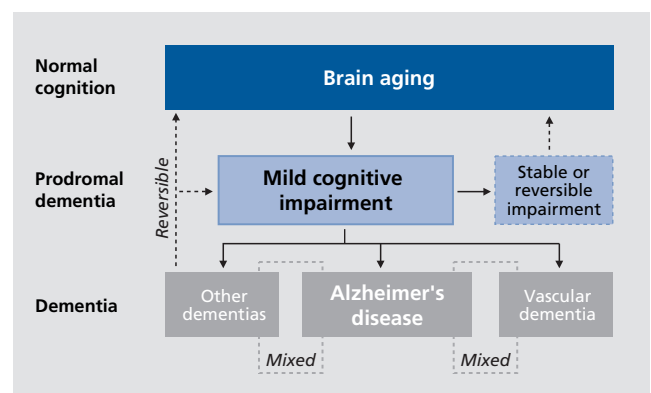 Normal
cognition
Brain aging
Reversible
Prodromal
dementia
Mild cognitive
impairment
Stable or
reversible
impairment
Dementia
Other
dementias
Alzheimer's
disease
Vascular
dementia
Mixed
Mixed